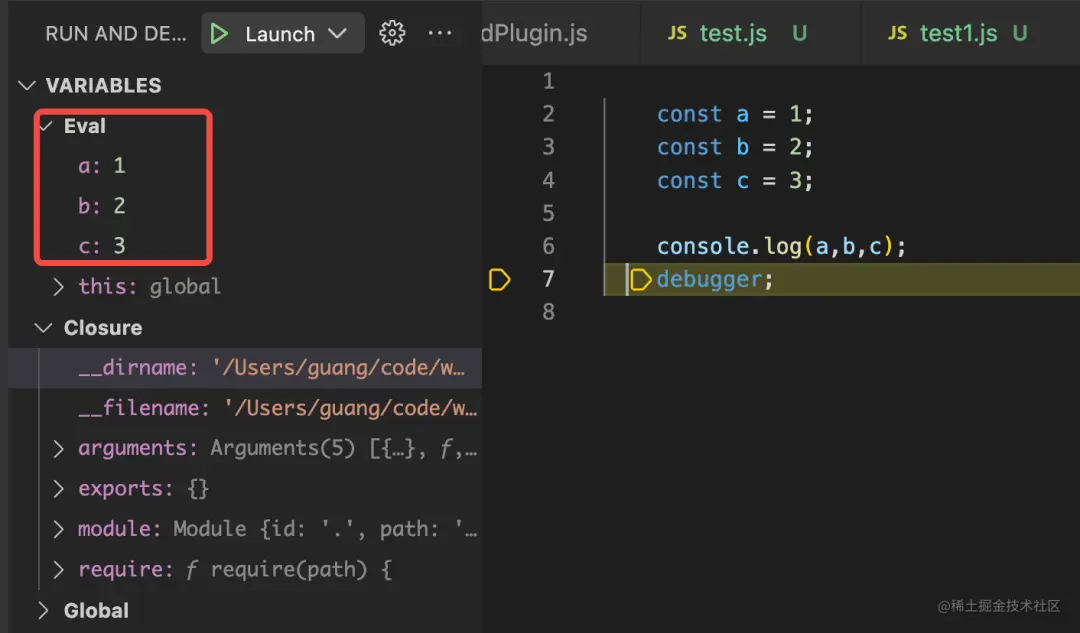 RUN AND DE... Launch ...
VARIABLES
Eval
a: 1
b: 2
c: 3
this: global
Closure
__dirname: '/Users/guang/code/w…
__filename: '/Users/guang/code/w…
arguments: Arguments(5) [{…}, f,…
exports: {}
module: Module {id: '.', path: '…
require: f require(path) {
Global
dPlugin.js JS test.js U JS test1.js U
1
2 const a = 1;
3 const b = 2;
4 const c = 3;
5
6 console.log(a,b,c);
7 debugger;
8
@稀土掘金技术社区